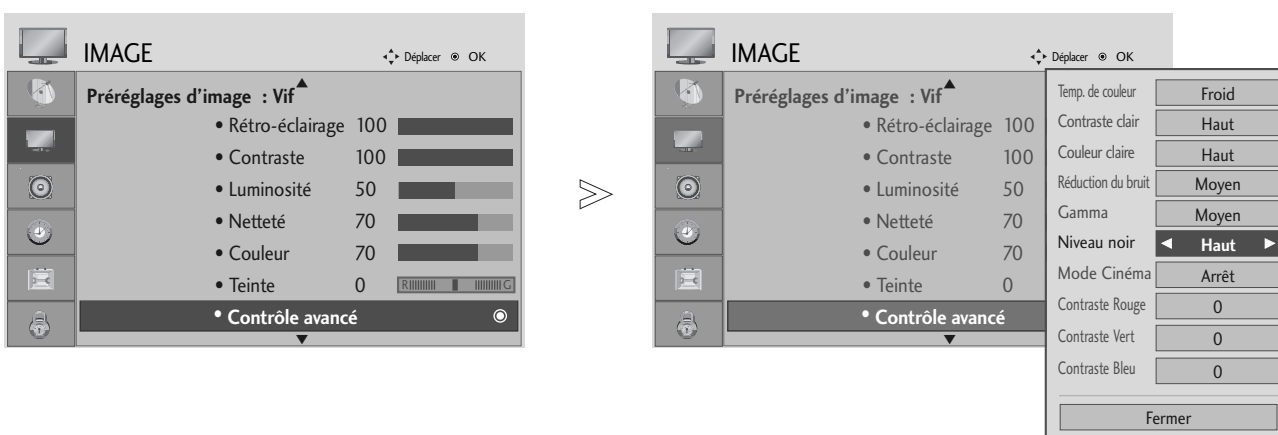 IMAGE
Déplacer OK
Préréglages d'image : Vif
• Rétro-éclairage 100
• Contraste 100
• Luminosité 50
• Netteté 70
• Couleur 70
• Teinte 0 R G
• Contrôle avancé
IMAGE
Déplacer OK
Préréglages d'image : Vif
• Rétro-éclairage 100
• Contraste 100
• Luminosité 50
• Netteté 70
• Couleur 70
• Teinte 0
• Contrôle avancé
Temp. de couleur Froid
Contraste clair Haut
Couleur claire Haut
Réduction du bruit Moyen
Gamma Moyen
Niveau noir ◄ Haut ►
Mode Cinéma Arrêt
Contraste Rouge 0
Contraste Vert 0
Contraste Bleu 0
Fermer